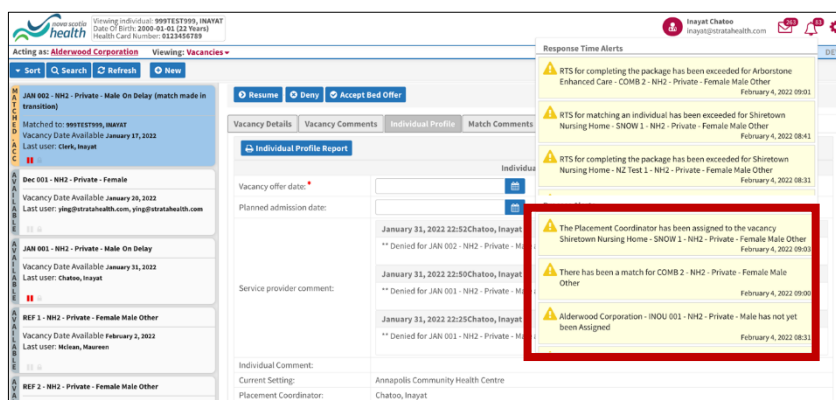 nova scotia
health
Viewing individual: 999TEST999, INAYAT
Date Of Birth: 2000-01-01 (22 Years)
Health Card Number: 0123456789
Inayat Chatoo
inayat@stratahealth.com
263
53
Acting as: Alderwood Corporation Viewing: Vacancies
DE
Sort Search Refresh New
MATCHED - ACC
JAN 002 - NH2 - Private - Male On Delay (match made in
transition)
Matched to: 999TEST999, INAYAT
Vacancy Date Available January 17, 2022
Last user: Clerk, Inayat
AVAILABLE
Dec 001 - NH2 - Private - Female
Vacancy Date Available January 20, 2022
Last user: ying@stratahealth.com, ying@stratahealth.com
AVAILABLE
JAN 001 - NH2 - Private - Male On Delay
Vacancy Date Available January 31, 2022
Last user: Chatoo, Inayat
AVAILABLE
REF 1 - NH2 - Private - Female Male Other
Vacancy Date Available February 2, 2022
Last user: Mclean, Maureen
AVA
REF 2 - NH2 - Private - Female Male Other
Resume Deny Accept Bed Offer
Vacancy Details Vacancy Comments Individual Profile Match Comments
Individual Profile Report
Individua
Vacancy offer date: *
Planned admission date:
Service provider comment:
January 31, 2022 22:52Chatoo, Inayat
** Denied for JAN 002 - NH2 - Private - Ma
January 31, 2022 22:50Chatoo, Inayat
** Denied for JAN 001 - NH2 - Private - Ma
January 31, 2022 22:25Chatoo, Inayat
** Denied for JAN 001 - NH2 - Private - M
Individual Comment:
Current Setting: Annapolis Community Health Centre
Placement Coordinator: Chatoo, Inayat
Response Time Alerts
RTS for completing the package has been exceeded for Arborstone
Enhanced Care - COMB 2 - NH2 - Private - Female Male Other
February 4, 2022 09:01
RTS for matching an individual has been exceeded for Shiretown
Nursing Home - SNOW 1 - NH2 - Private - Female Male Other
February 4, 2022 08:41
RTS for completing the package has been exceeded for Shiretown
Nursing Home - NZ Test 1 - NH2 - Private - Female Male Other
February 4, 2022 08:31
The Placement Coordinator has been assigned to the vacancy
Shiretown Nursing Home - SNOW 1 - NH2 - Private - Female Male Other
February 4, 2022 09:03
There has been a match for COMB 2 - NH2 - Private - Female Male
Other
February 4, 2022 09:00
Alderwood Corporation - INOU 001 - NH2 - Private - Male has not yet
been Assigned
February 4, 2022 08:31